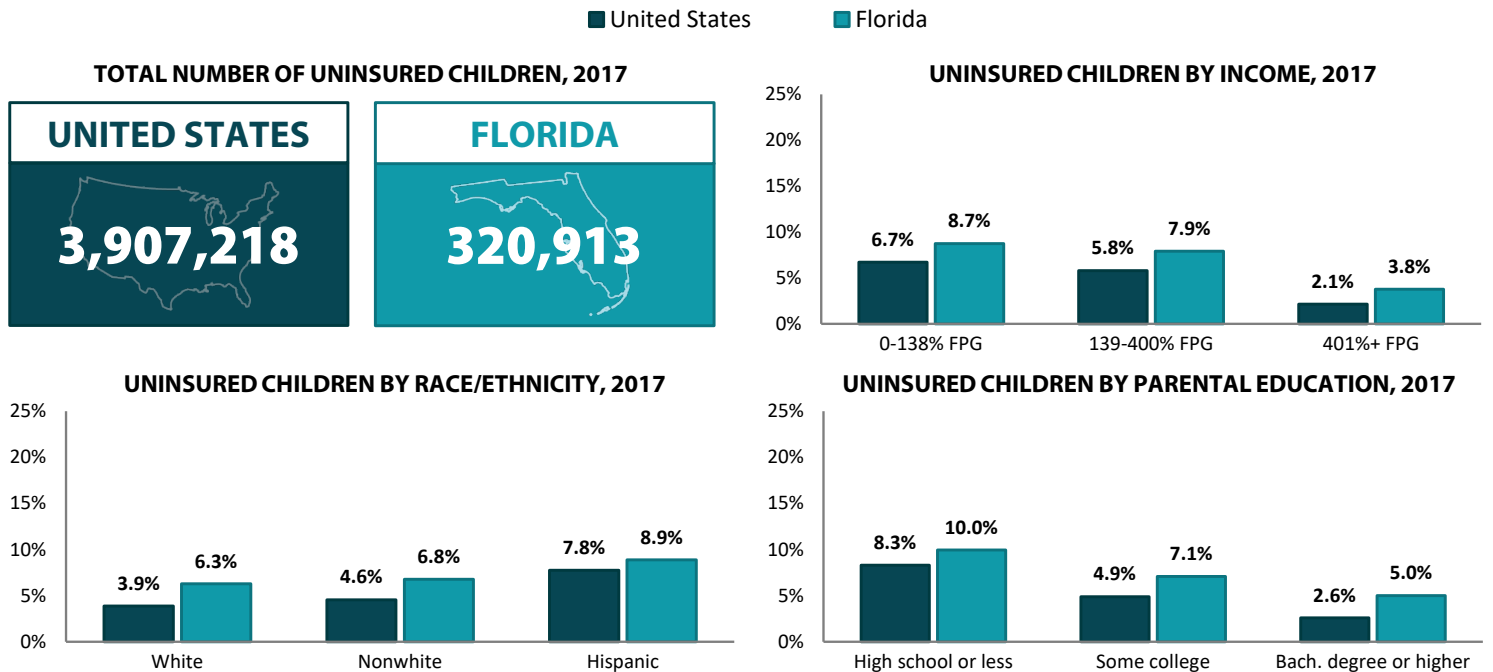 United States Florida
TOTAL NUMBER OF UNINSURED CHILDREN, 2017
UNITED STATES
3,907,218
FLORIDA
320,913
UNINSURED CHILDREN BY INCOME, 2017
25%
20%
15%
10%
5%
0%
6.7% 8.7% 5.8% 7.9% 2.1% 3.8%
0-138% FPG 139-400% FPG 401%+ FPG
UNINSURED CHILDREN BY RACE/ETHNICITY, 2017
25%
20%
15%
10%
5%
0%
3.9% 6.3% 4.6% 6.8% 7.8% 8.9%
White Nonwhite Hispanic
UNINSURED CHILDREN BY PARENTAL EDUCATION, 2017
25%
20%
15%
10%
5%
0%
8.3% 10.0% 4.9% 7.1% 2.6% 5.0%
High school or less Some college Bach. degree or higher